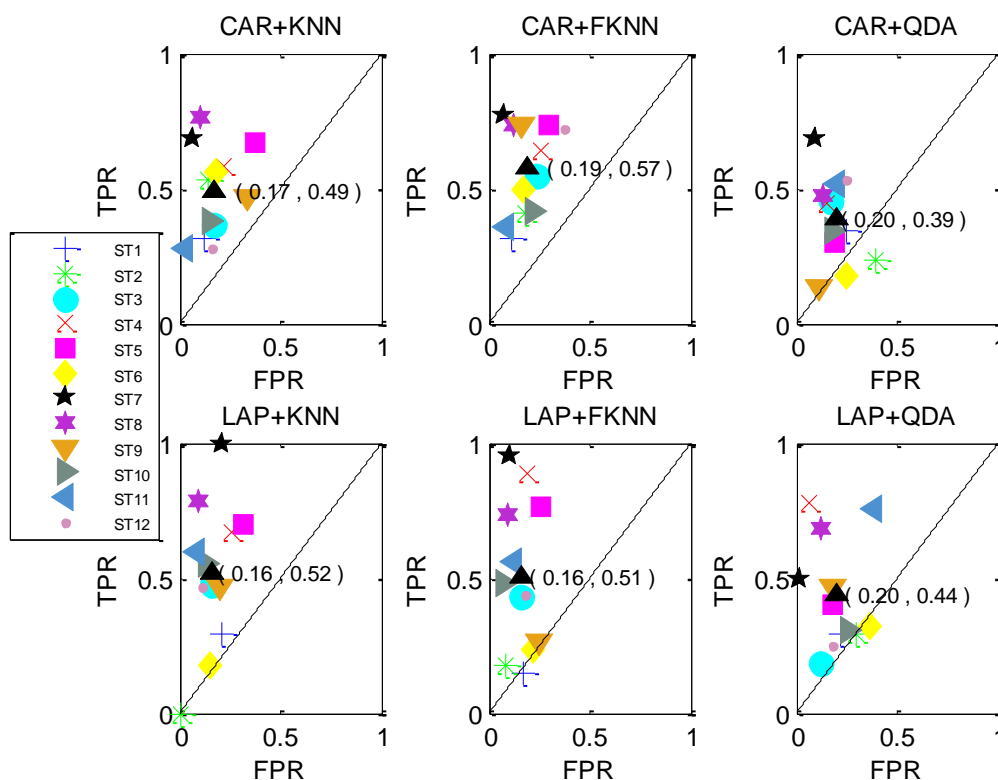 CAR+KNN
CAR+FKNN
CAR+QDA
1
0.5
0
TPR
( 0.17 , 0.49 )
0
0.5
1
FPR
1
0.5
0
TPR
( 0.19 , 0.57 )
0
0.5
1
FPR
1
0.5
0
TPR
( 0.20 , 0.39 )
0
0.5
1
FPR
ST1
ST2
ST3
ST4
ST5
ST6
ST7
ST8
ST9
ST10
ST11
ST12
LAP+KNN
LAP+FKNN
LAP+QDA
1
0.5
0
TPR
( 0.16 , 0.52 )
0
0.5
1
FPR
1
0.5
0
TPR
( 0.16 , 0.51 )
0
0.5
1
FPR
1
0.5
0
TPR
( 0.20 , 0.44 )
0
0.5
1
FPR